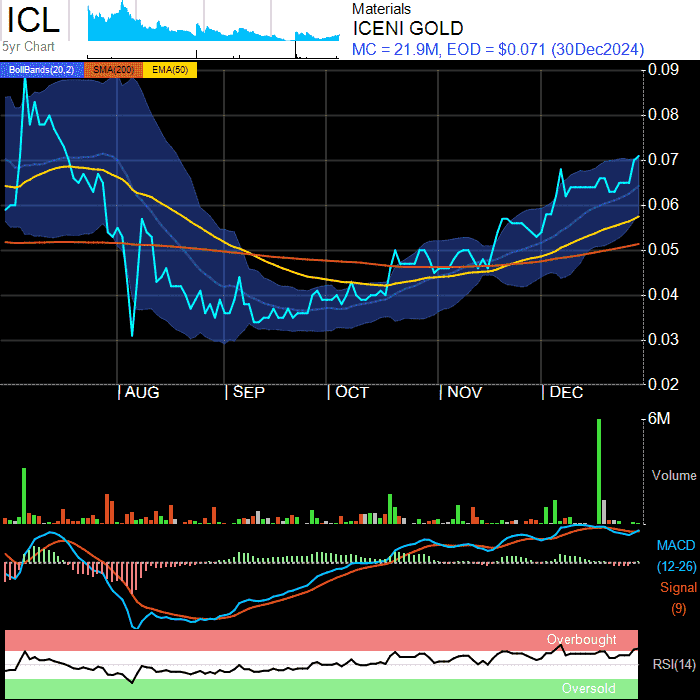 ICL
5yr Chart
Materials
ICENI GOLD
MC = 21.9M, EOD = $0.071 (30Dec2024)
BollBands(20,2) SMA(200) EMA(50)
0.09
0.08
0.07
0.06
0.05
0.04
0.03
0.02
AUG SEP OCT NOV DEC
6M
Volume
MACD
(12-26)
Signal
(9)
Overbought
RSI(14)
Oversold